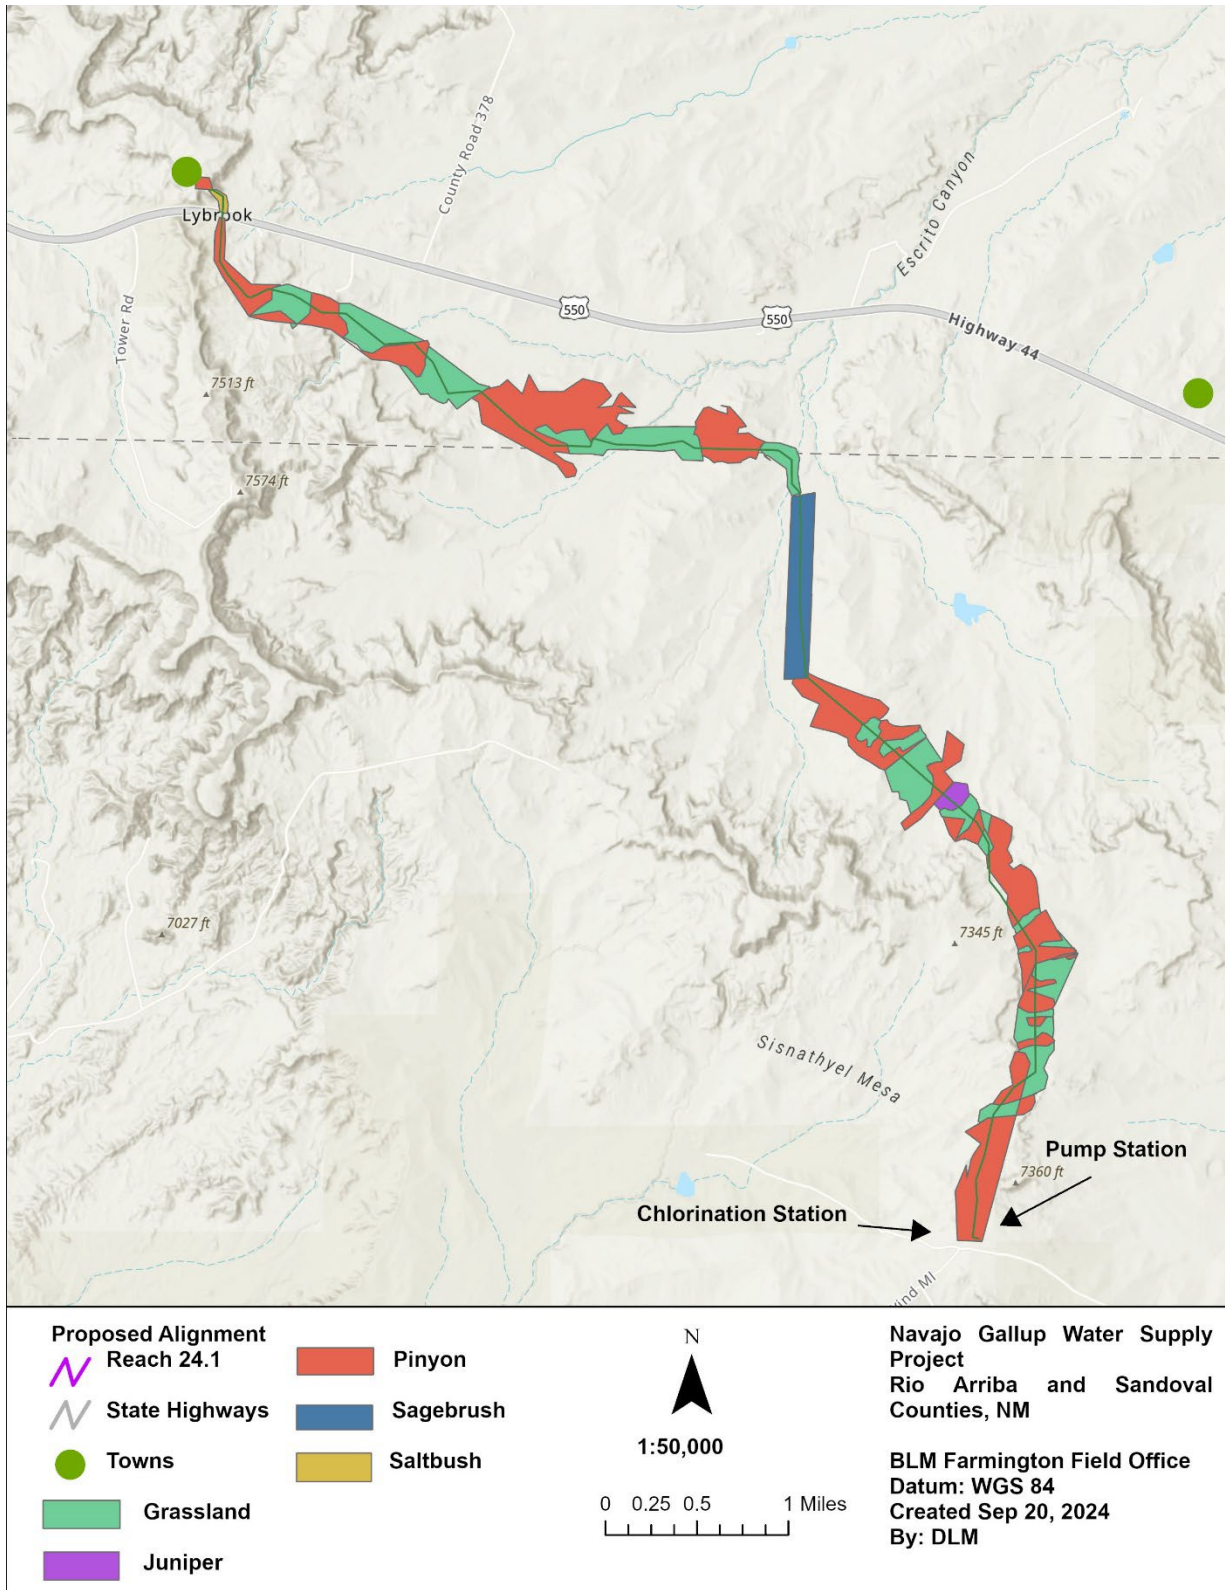 County Road 378
Escrito Canyon
Lybrook
Tower Rd
550
550
Highway 44
7513 ft
7574 ft
7027 ft
7345 ft
Sisnathyel Mesa
Pump Station
7360 ft
Chlorination Station
Proposed Alignment
Reach 24.1
State Highways
Towns
Grassland
Juniper
Pinyon
Sagebrush
Saltbush
N
1:50,000
0 0.25 0.5 1 Miles
Navajo Gallup Water Supply
Project
Rio Arriba and Sandoval
Counties, NM
BLM Farmington Field Office
Datum: WGS 84
Created Sep 20, 2024
By: DLM